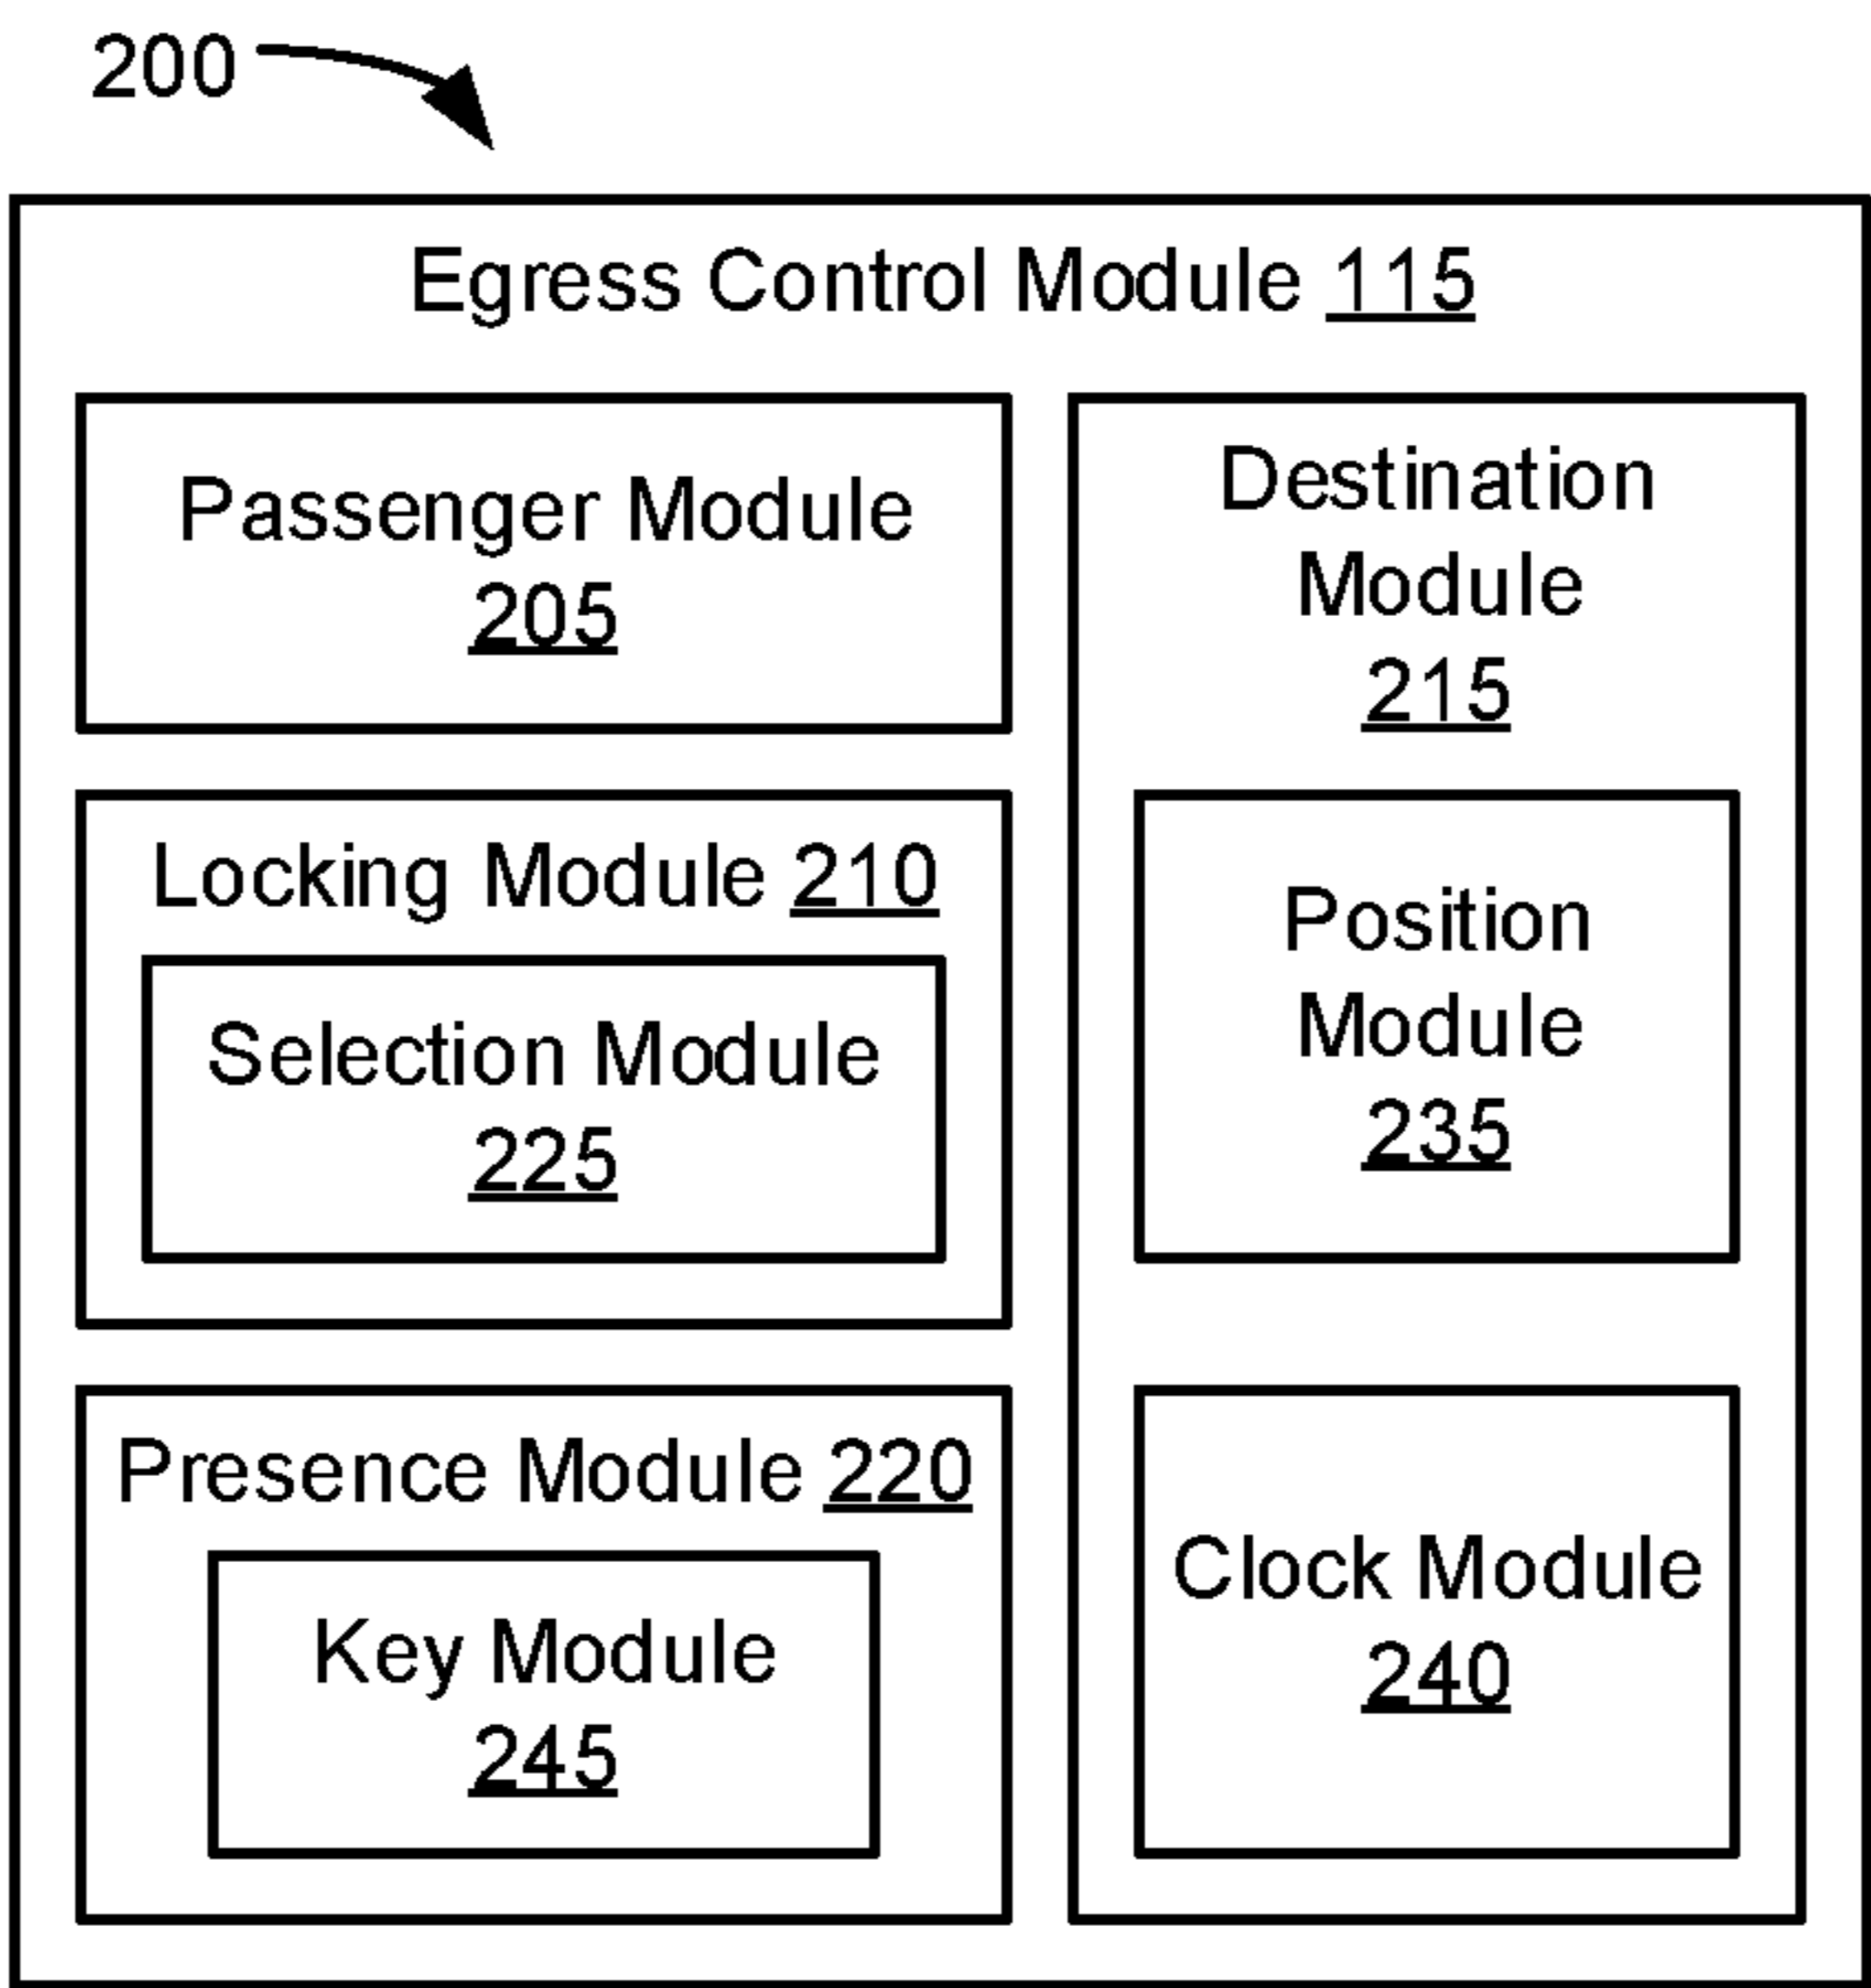 200
Egress Control Module 115
Passenger Module
205
Locking Module 210
Selection Module
225
Presence Module 220
Key Module
245
Destination
Module
215
Position
Module
235
Clock Module
240